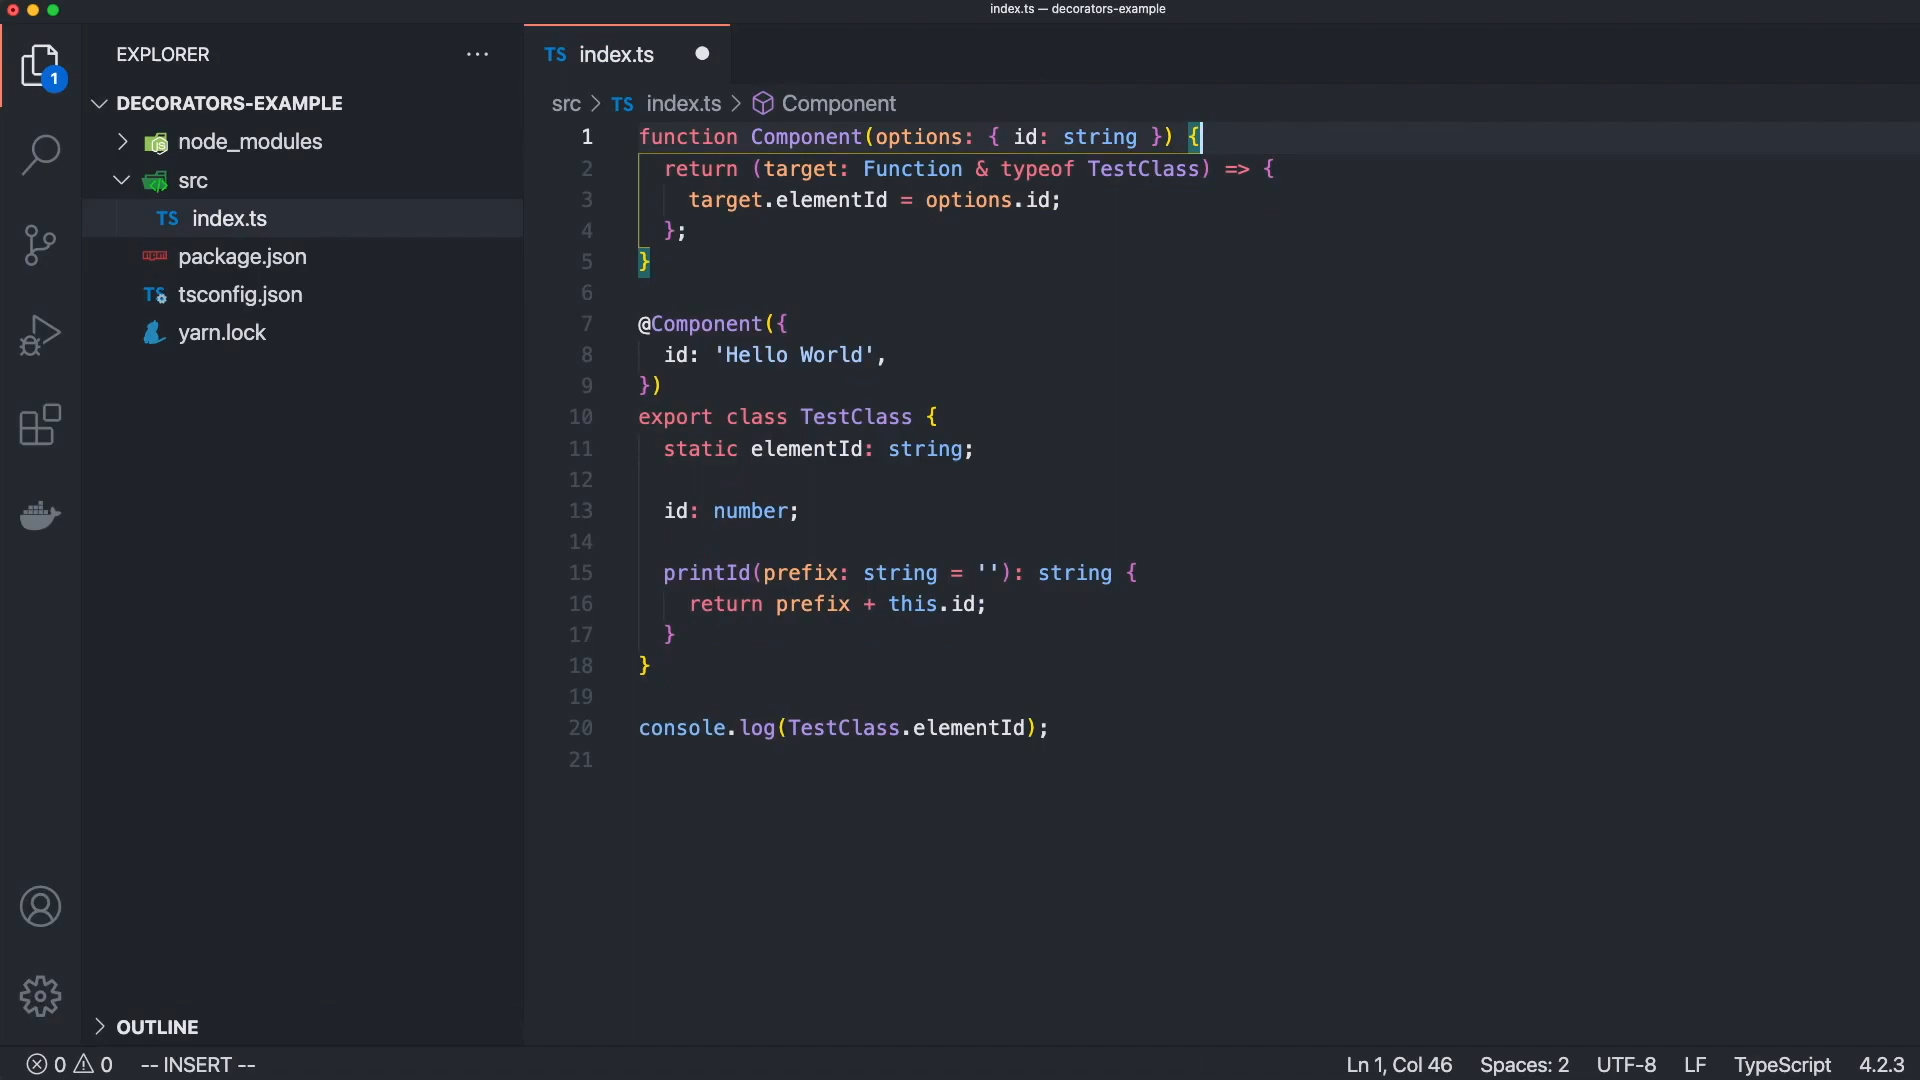 index.ts — decorators-example
EXPLORER
DECORATORS-EXAMPLE
node_modules
src
TS index.ts
package.json
TS tsconfig.json
yarn.lock
OUTLINE
1
TS index.ts
src > TS index.ts > Component
1 function Component(options: { id: string }) {
2   return (target: Function & typeof TestClass) => {
3     target.elementId = options.id;
4   };
5 }
6
7 @Component({
8   id: 'Hello World',
9 })
10 export class TestClass {
11   static elementId: string;
12
13   id: number;
14
15   printId(prefix: string = ''): string {
16     return prefix + this.id;
17   }
18 }
19
20 console.log(TestClass.elementId);
21
0 0 -- INSERT -- Ln 1, Col 46 Spaces: 2 UTF-8 LF TypeScript 4.2.3